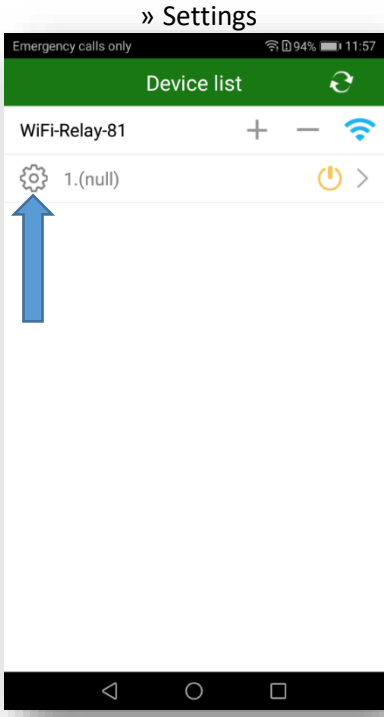 » Settings
Emergency calls only 94% 11:57
Device list
WiFi-Relay-81
1.(null)